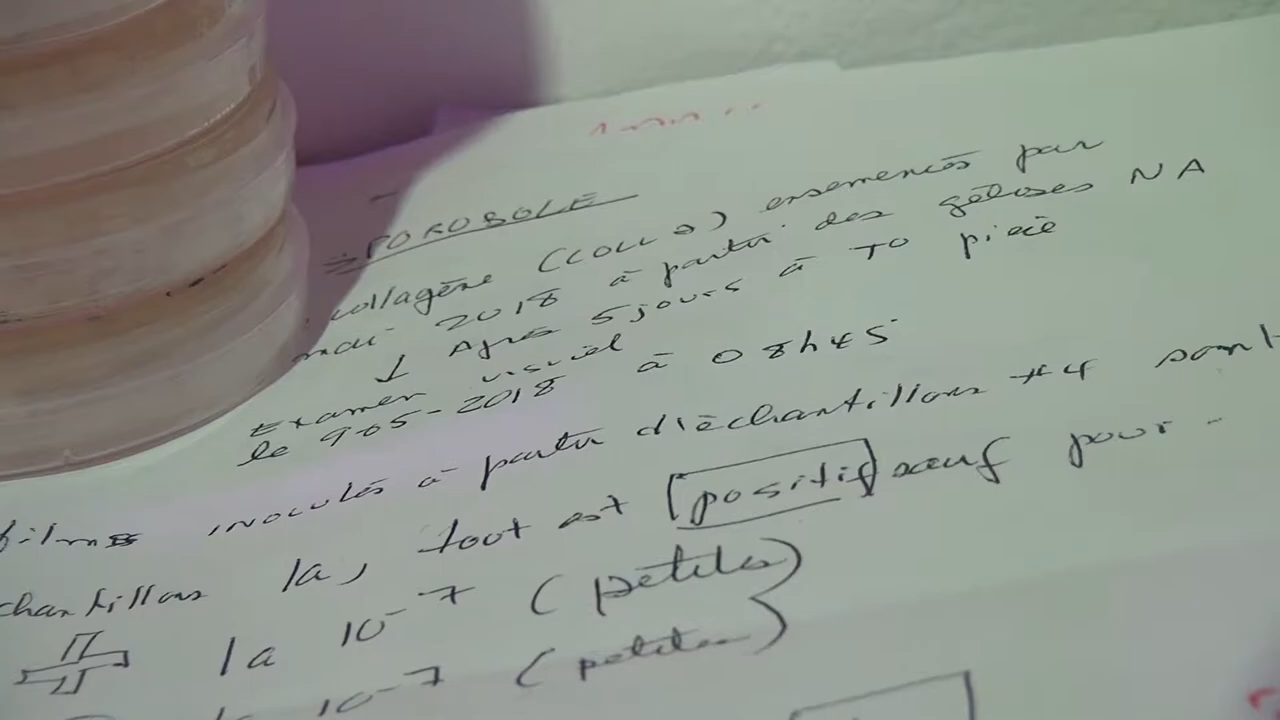 POROBOLE
collagène (COLL 2) ensemencés par
mai 2018 à partir des géloses NA
↓ Après 5 jours à TO pièce
Examen visuel
le 9-05-2018 à 08h45
films inoculés à partir d'échantillons #4 sont
chantillons 1a, tout est positif sauf pour
1a 10⁻⁷ (petites)
10⁻⁷ (petites)